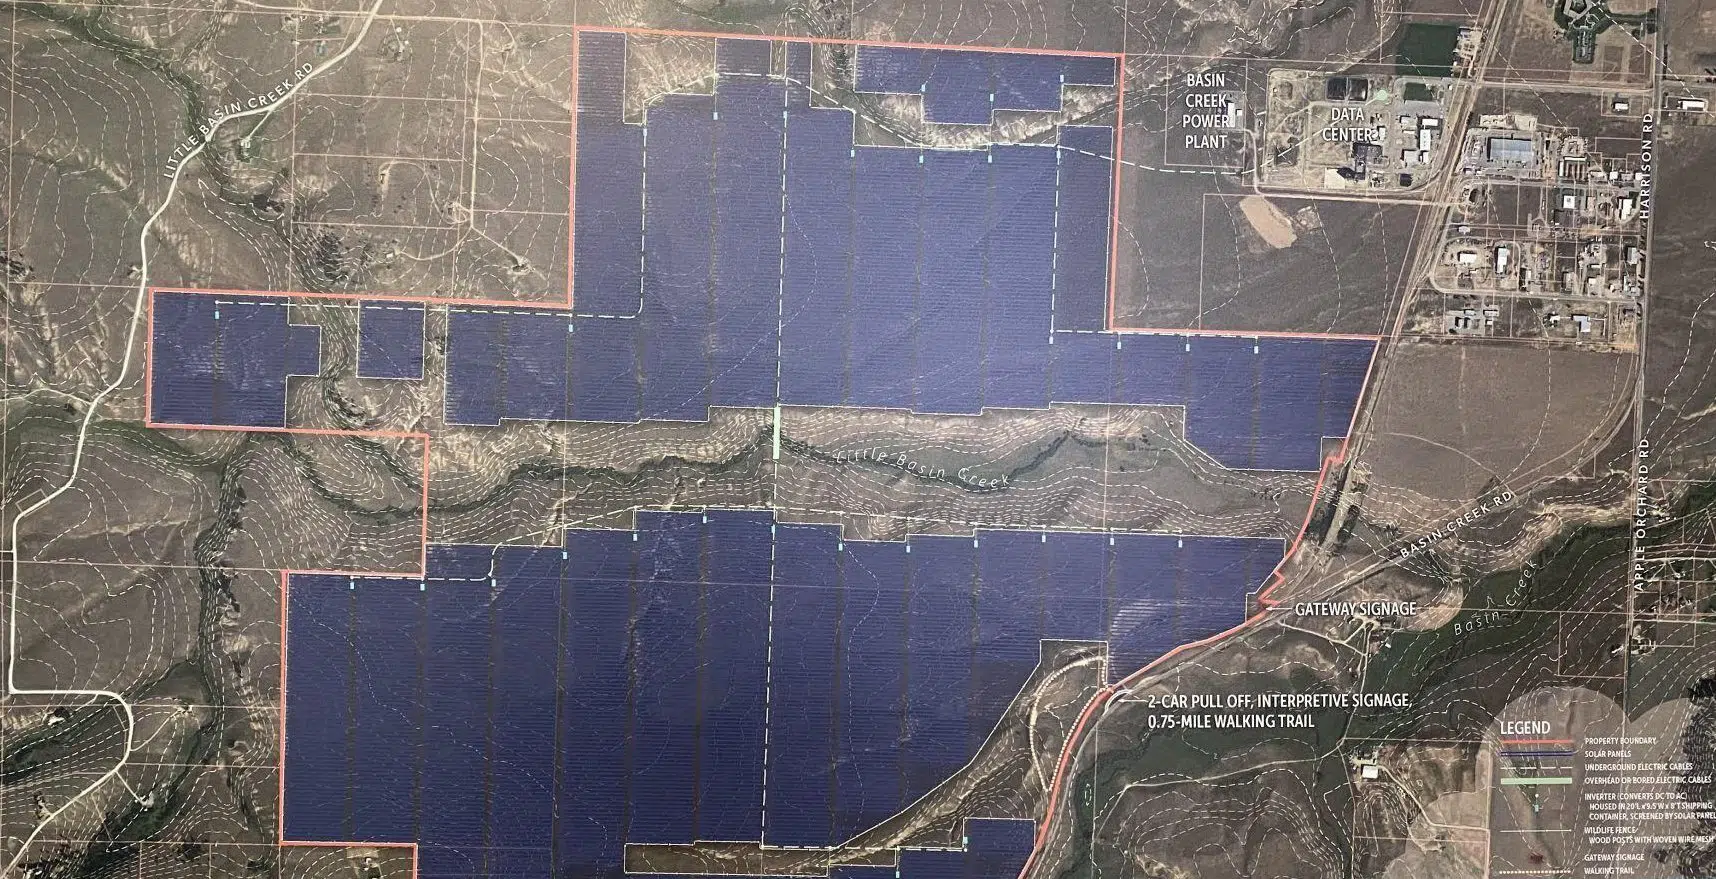 LITTLE BASIN CREEK RD
BASIN
CREEK
POWER
PLANT
DATA
CENTER
HARRISON RD
Little Basin Creek
BASIN CREEK RD
APPLE ORCHARD RD
Basin Creek
GATEWAY SIGNAGE
2-CAR PULL OFF, INTERPRETIVE SIGNAGE,
0.75-MILE WALKING TRAIL
LEGEND
PROPERTY BOUNDARY
SOLAR PANELS
UNDERGROUND ELECTRIC CABLES
OVERHEAD OR BORED ELECTRIC CABLES
INVERTER (CONVERTS DC TO AC)
HOUSED IN 20'L x 9.5'W x 8'T SHIPPING
CONTAINER, SCREENED BY SOLAR PANEL
WILDLIFE FENCE
WOOD POSTS WITH WOVEN WIRE MESH
GATEWAY SIGNAGE
WALKING TRAIL